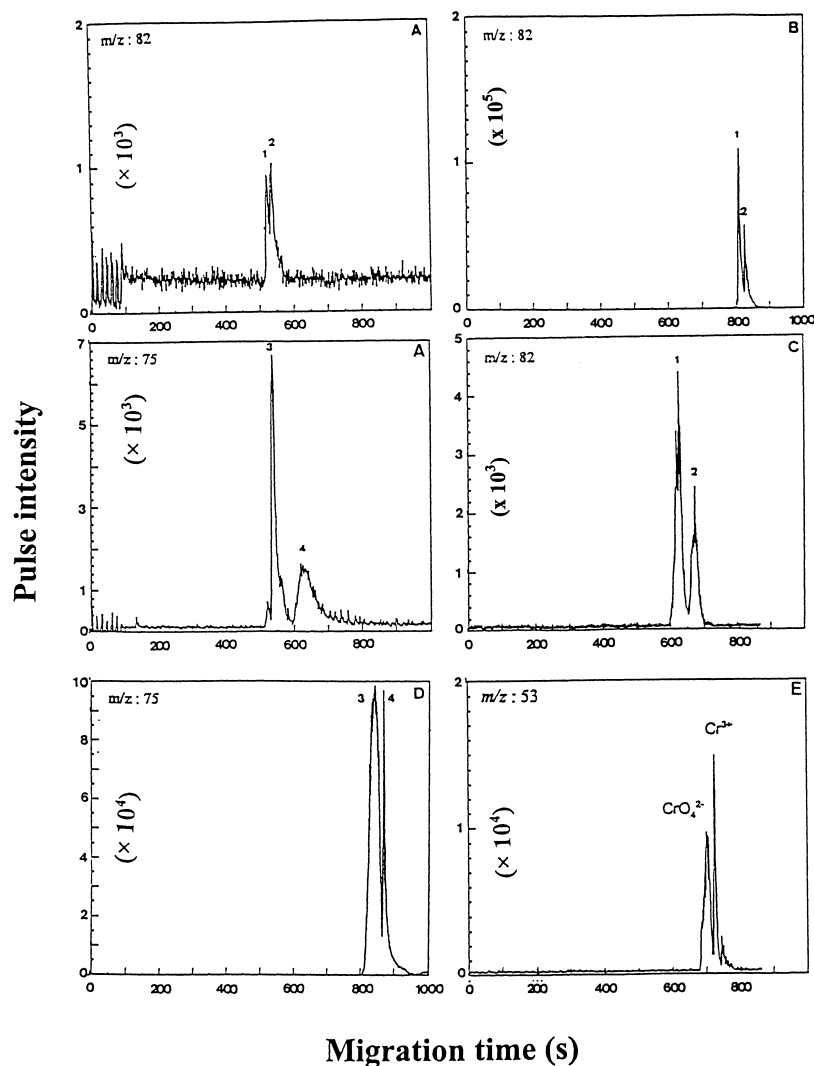 Pulse intensity
m/z : 82
A
(× 10³)
2
1
0
1 2
0 200 400 600 800
m/z : 82
B
(x 10⁵)
2
1
0
1
2
0 200 400 600 800 1000
m/z : 75
A
(× 10³)
7
5
3
1
0
3
4
0 200 400 600 800
m/z : 82
C
(x 10³)
5
4
3
2
1
0
1
2
0 200 400 600 800
m/z : 75
D
(× 10⁴)
10
8
6
4
2
0
3 4
0 200 400 600 800 1000
m/z : 53
E
(× 10⁴)
2
1
0
Cr³⁺
CrO₄²⁻
0 200 400 600 800
Migration time (s)